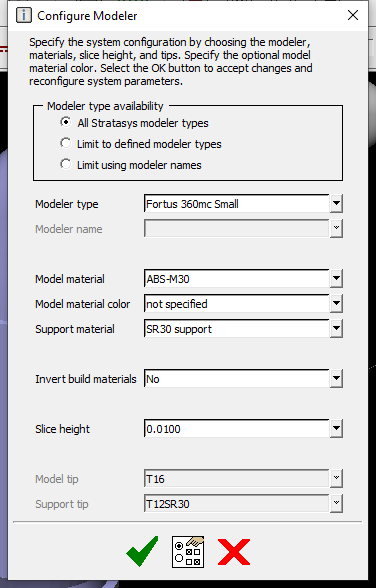 Configure Modeler
Specify the system configuration by choosing the modeler,
materials, slice height, and tips. Specify the optional model
material color. Select the OK button to accept changes and
reconfigure system parameters.
Modeler type availability
All Stratasys modeler types
Limit to defined modeler types
Limit using modeler names
Modeler type Fortus 360mc Small
Modeler name
Model material ABS-M30
Model material color not specified
Support material SR30 support
Invert build materials No
Slice height 0.0100
Model tip T16
Support tip T12SR30